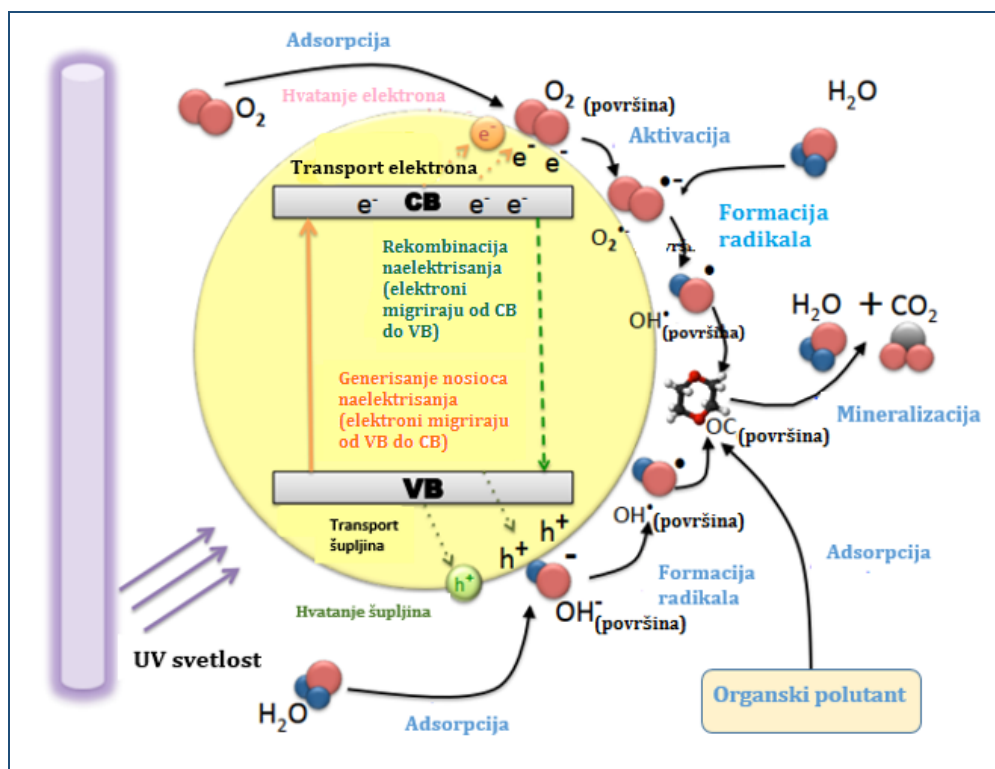 Adsorpcija
O₂
Hvatanje elektrona
e⁻
O₂ (površina)
H₂O
Aktivacija
Transport elektrona
e⁻
e⁻
e⁻ CB e⁻ e⁻
•−
O₂•-
Formacija
radikala
Rekombinacija
naelektrisanja
(elektroni
migriraju od CB
do VB)
•
OH• (površina)
H₂O + CO₂
Generisanje nosioca
naelektrisanja
(elektroni migriraju
od VB do CB)
OC (površina)
Mineralizacija
VB
•
OH• (površina)
Transport
šupljina
h⁺
h⁺
h⁺
-
OH⁻ (površina)
Formacija
radikala
Adsorpcija
Hvatanje šupljina
UV svetlost
H₂O
Adsorpcija
Organski polutant